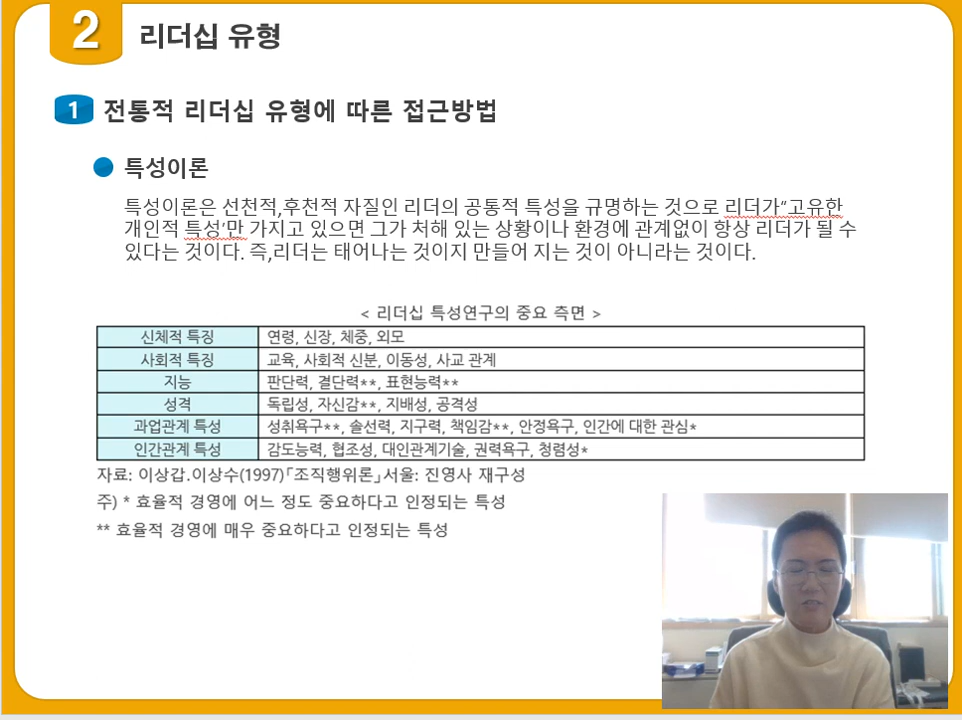 2 리더십 유형
1 전통적 리더십 유형에 따른 접근방법
특성이론
특성이론은 선천적,후천적 자질인 리더의 공통적 특성을 규명하는 것으로 리더가"고유한
개인적 특성'만 가지고 있으면 그가 처해 있는 상황이나 환경에 관계없이 항상 리더가 될 수
있다는 것이다. 즉,리더는 태어나는 것이지 만들어 지는 것이 아니라는 것이다.
< 리더십 특성연구의 중요 측면 >
신체적 특징 연령, 신장, 체중, 외모
사회적 특징 교육, 사회적 신분, 이동성, 사교 관계
지능 판단력, 결단력**, 표현능력**
성격 독립성, 자신감**, 지배성, 공격성
과업관계 특성 성취욕구**, 솔선력, 지구력, 책임감**, 안정욕구, 인간에 대한 관심*
인간관계 특성 감도능력, 협조성, 대인관계기술, 권력욕구, 청렴성*
자료: 이상갑.이상수(1997)「조직행위론」서울: 진영사 재구성
주) * 효율적 경영에 어느 정도 중요하다고 인정되는 특성
** 효율적 경영에 매우 중요하다고 인정되는 특성